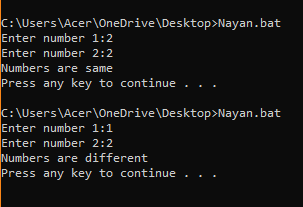 C:\Users\Acer\OneDrive\Desktop>Nayan.bat
Enter number 1:2
Enter number 2:2
Numbers are same
Press any key to continue . . .
C:\Users\Acer\OneDrive\Desktop>Nayan.bat
Enter number 1:1
Enter number 2:2
Numbers are different
Press any key to continue . . .